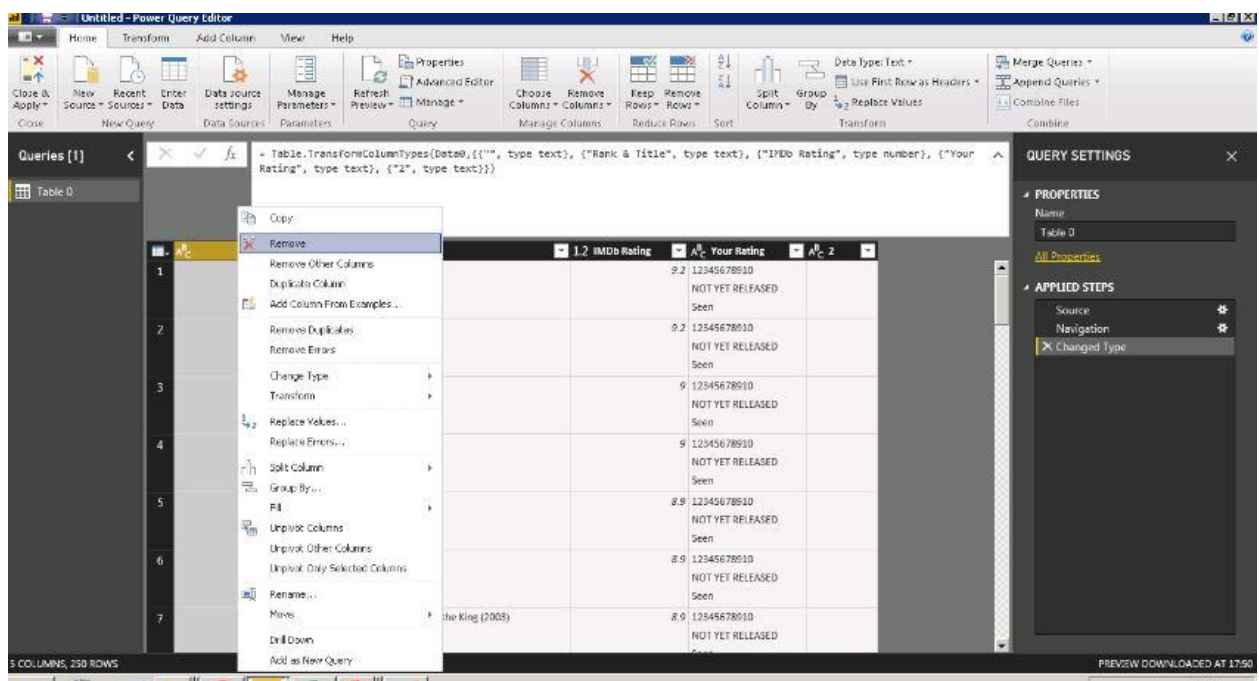 Untitled - Power Query Editor
Home Transform Add Column View Help
Close & Apply
New Source
Recent Sources
Enter Data
Data source settings
Manage Parameters
Refresh Preview
Properties
Advanced Editor
Manage
Choose Columns
Remove Columns
Keep Rows
Remove Rows
Split Column
Group By
Data Type: Text
Use First Row as Headers
Replace Values
Merge Queries
Append Queries
Combine Files
Close New Query Data Sources Parameters Query Manage Columns Reduce Rows Sort Transform Combine
Queries [1]
Table 0
fx
= Table.TransformColumnTypes(Data0,{{"", type text}, {"Rank & Title", type text}, {"IMDb Rating", type number}, {"Your
Rating", type text}, {"2", type text}})
Copy
Remove
Remove Other Columns
Duplicate Column
Add Column From Examples...
Remove Duplicates
Remove Errors
Change Type
Transform
Replace Values...
Replace Errors...
Split Column
Group By...
Fill
Unpivot Columns
Unpivot Other Columns
Unpivot Only Selected Columns
Rename...
Move
Drill Down
Add as New Query
ABC 1.2 IMDb Rating ABC Your Rating ABC 2
1 9.2 12345678910
NOT YET RELEASED
Seen
2 9.2 12345678910
NOT YET RELEASED
Seen
3 9 12345678910
NOT YET RELEASED
Seen
4 9 12345678910
NOT YET RELEASED
Seen
5 8.9 12345678910
NOT YET RELEASED
Seen
6 8.9 12345678910
NOT YET RELEASED
Seen
7 the King (2003) 8.9 12345678910
NOT YET RELEASED
QUERY SETTINGS
PROPERTIES
Name
Table 0
All Properties
APPLIED STEPS
Source
Navigation
Changed Type
5 COLUMNS, 250 ROWS
PREVIEW DOWNLOADED AT 17:50